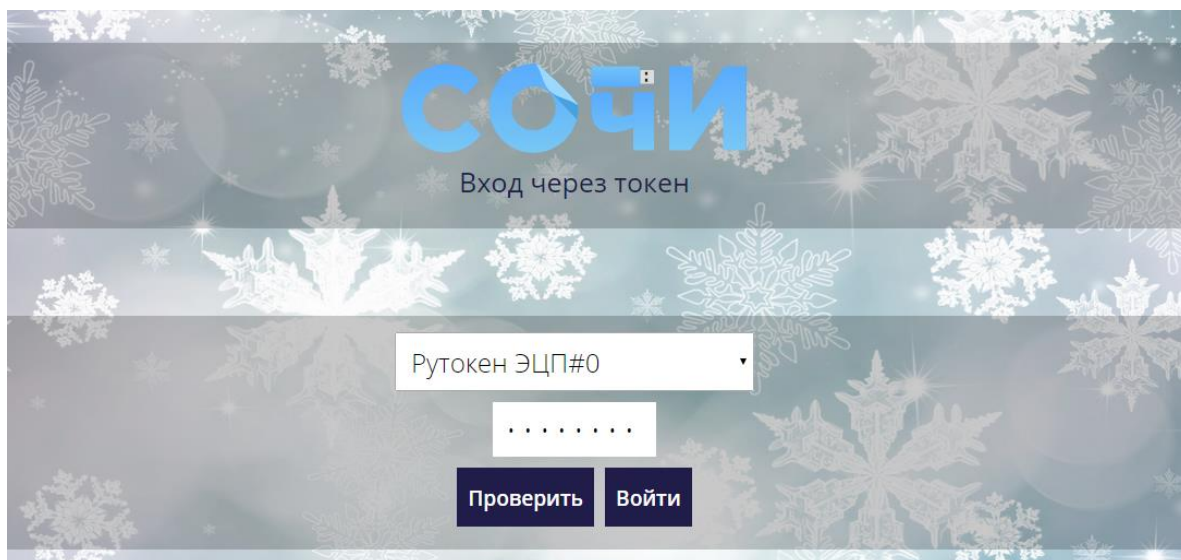 СОЧИ
Вход через токен
Рутокен ЭЦП#0
........
Проверить Войти